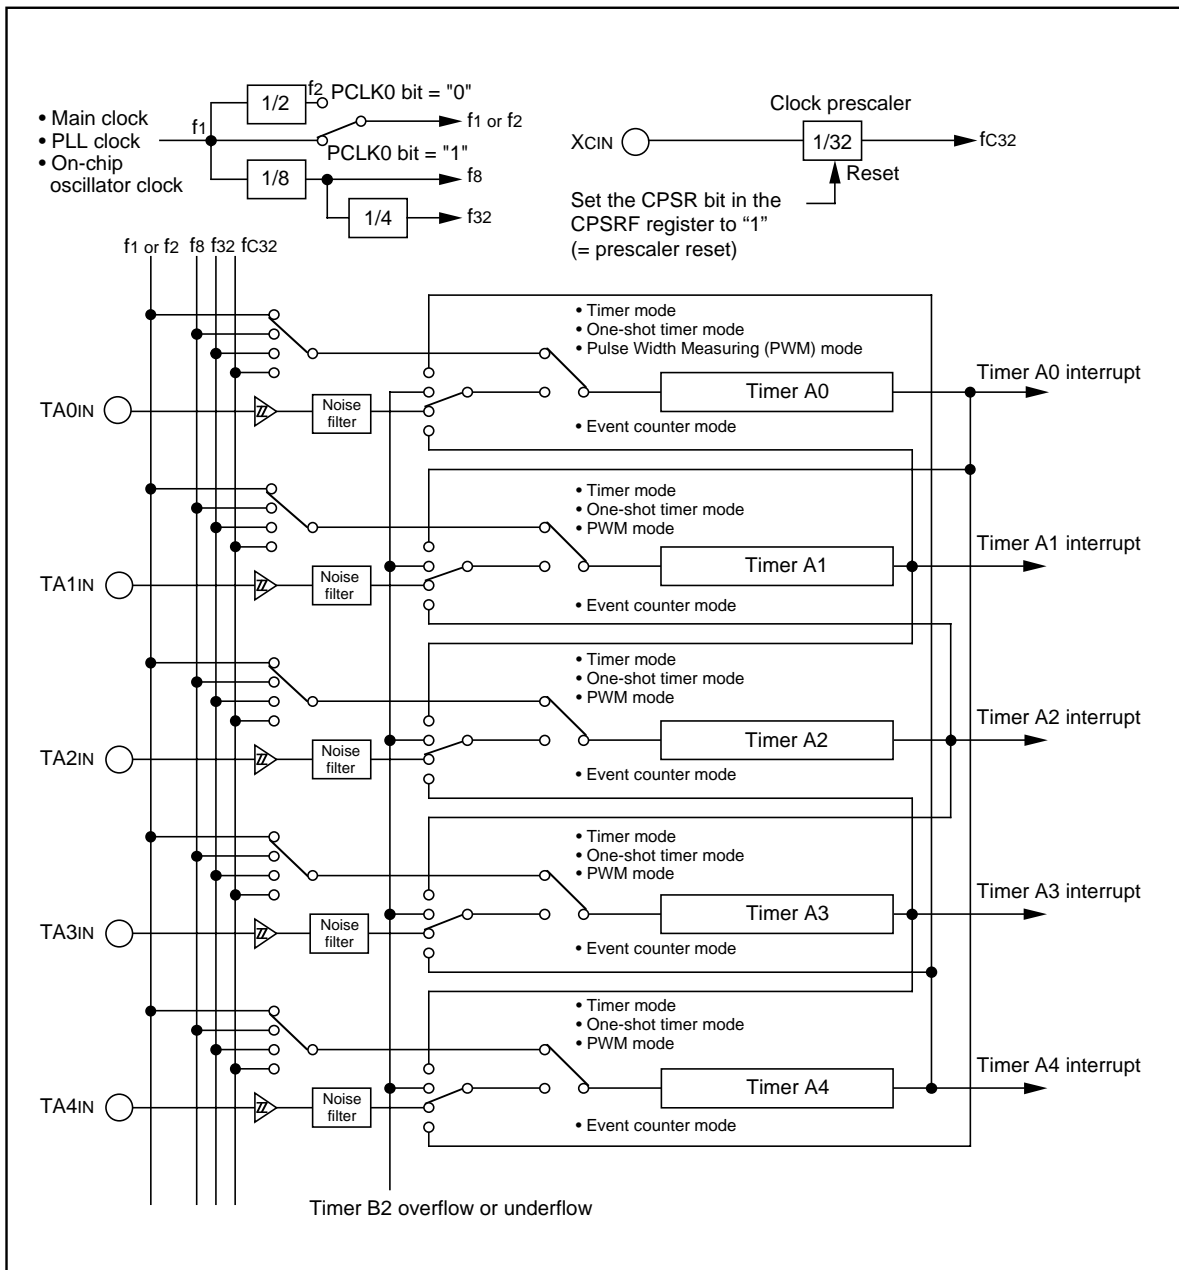 • Main clock
• PLL clock
• On-chip
oscillator clock
f1
1/2
f2
PCLK0 bit = "0"
f1 or f2
PCLK0 bit = "1"
1/8
f8
1/4
f32
Clock prescaler
XCIN
1/32
fC32
Reset
Set the CPSR bit in the
CPSRF register to “1”
(= prescaler reset)
f1 or f2 f8 f32 fC32
• Timer mode
• One-shot timer mode
• Pulse Width Measuring (PWM) mode
Timer A0
Timer A0 interrupt
TA0IN
Noise
filter
• Event counter mode
• Timer mode
• One-shot timer mode
• PWM mode
Timer A1
Timer A1 interrupt
TA1IN
Noise
filter
• Event counter mode
• Timer mode
• One-shot timer mode
• PWM mode
Timer A2
Timer A2 interrupt
TA2IN
Noise
filter
• Event counter mode
• Timer mode
• One-shot timer mode
• PWM mode
Timer A3
Timer A3 interrupt
TA3IN
Noise
filter
• Event counter mode
• Timer mode
• One-shot timer mode
• PWM mode
Timer A4
Timer A4 interrupt
TA4IN
Noise
filter
• Event counter mode
Timer B2 overflow or underflow